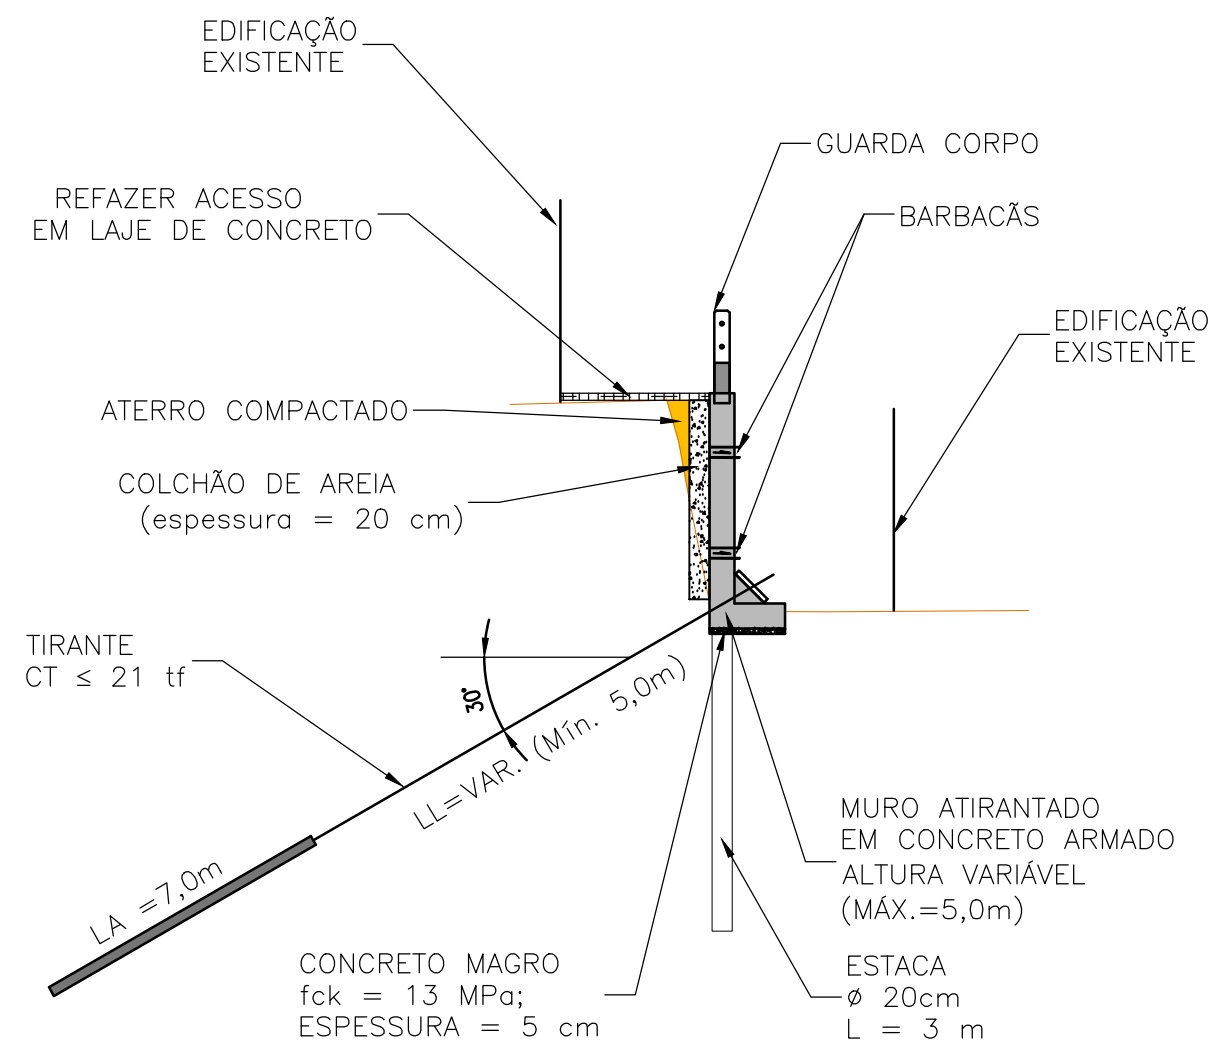 EDIFICAÇÃO
EXISTENTE
GUARDA CORPO
REFAZER ACESSO
EM LAJE DE CONCRETO
BARBACÃS
EDIFICAÇÃO
EXISTENTE
ATERRO COMPACTADO
COLCHÃO DE AREIA
(espessura = 20 cm)
TIRANTE
CT ≤ 21 tf
30°
LL=VAR. (Mín. 5,0m)
LA =7,0m
MURO ATIRANTADO
EM CONCRETO ARMADO
ALTURA VARIÁVEL
(MÁX.=5,0m)
CONCRETO MAGRO
fck = 13 MPa;
ESPESSURA = 5 cm
ESTACA
ø 20cm
L = 3 m